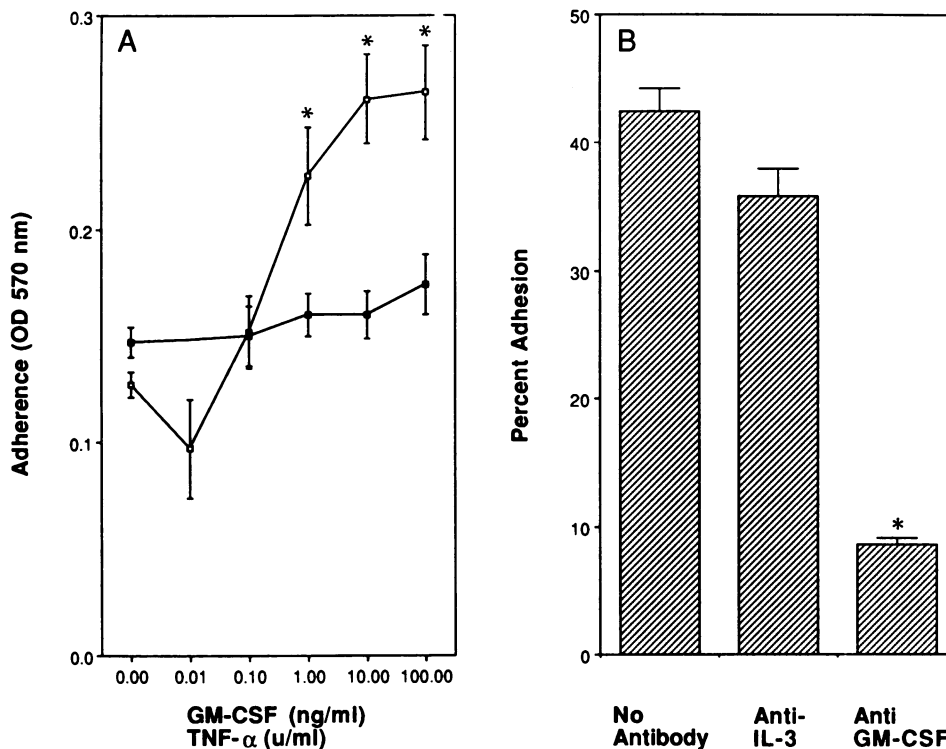 A
0.3
0.2
0.1
0.0
Adherence (OD 570 nm)
*
*
*
0.00 0.01 0.10 1.00 10.00 100.00
GM-CSF (ng/ml)
TNF-α (u/ml)
B
50
40
30
20
10
0
Percent Adhesion
*
No Antibody
Anti-IL-3
Anti GM-CSF